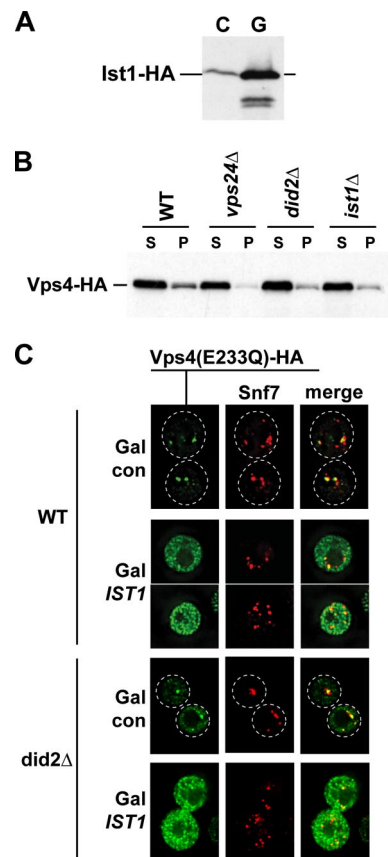 A
C G
Ist1-HA
B
WT vps24Δ did2Δ ist1Δ
S P S P S P S P
Vps4-HA
C
Vps4(E233Q)-HA
Snf7 merge
WT
Gal con
Gal IST1
did2Δ
Gal con
Gal IST1